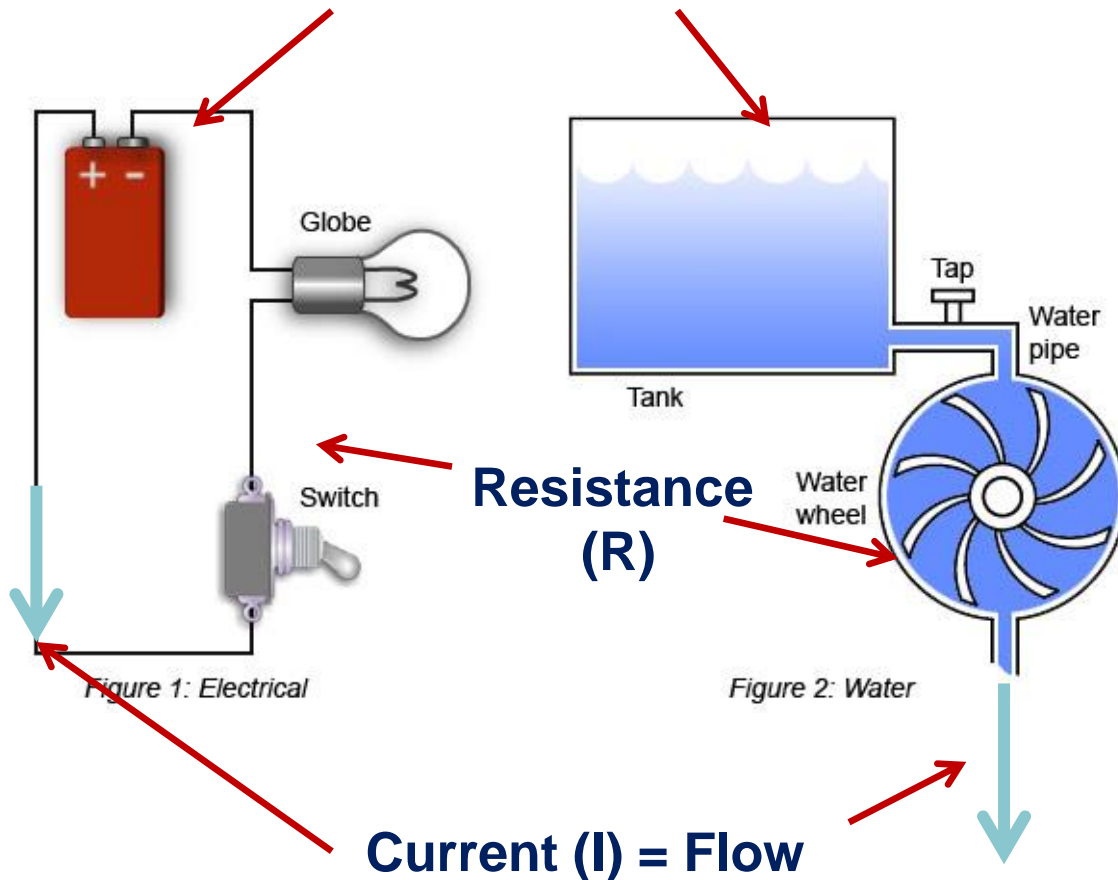 + -
Globe
Switch
Figure 1: Electrical
Tap
Water
pipe
Tank
Water
wheel
Figure 2: Water
Resistance
(R)
Current (I) = Flow